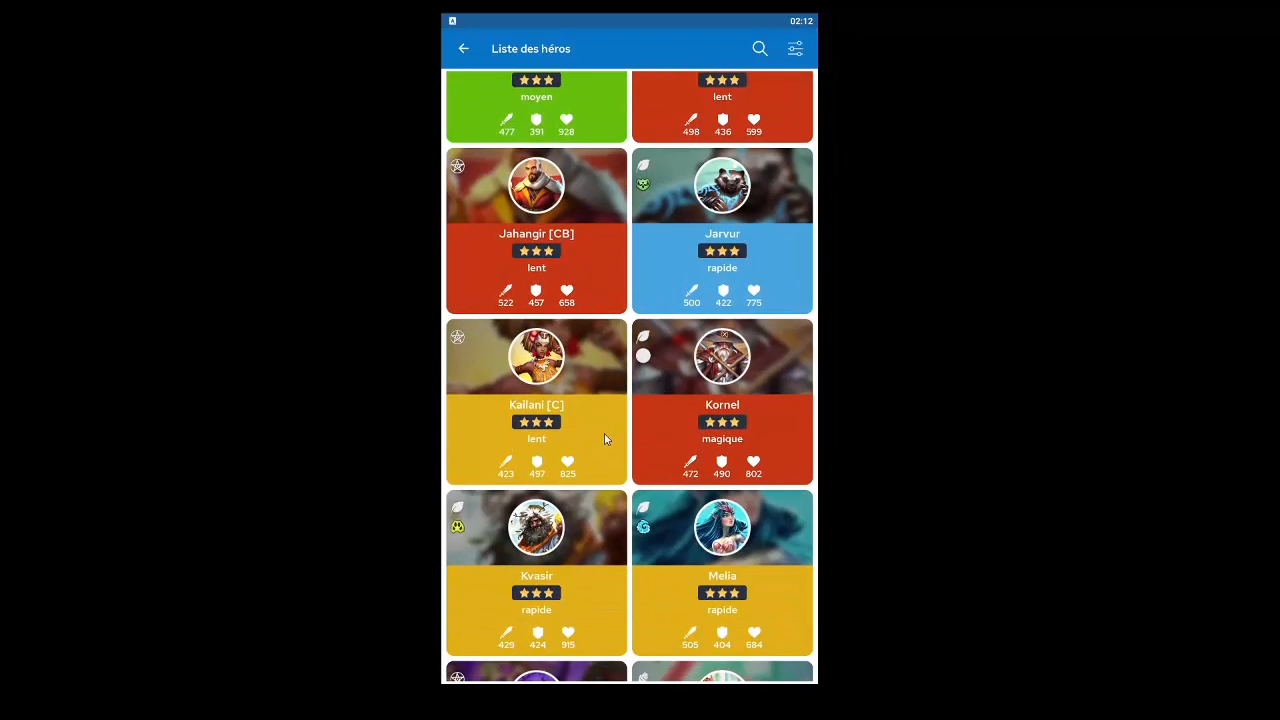 02:12
Liste des héros
moyen
477 391 928
lent
498 436 599
Jahangir [CB]
lent
522 457 658
Jarvur
rapide
500 422 775
Kailani [C]
lent
423 497 825
Kornel
magique
472 490 802
Kvasir
rapide
429 424 915
Melia
rapide
505 404 684